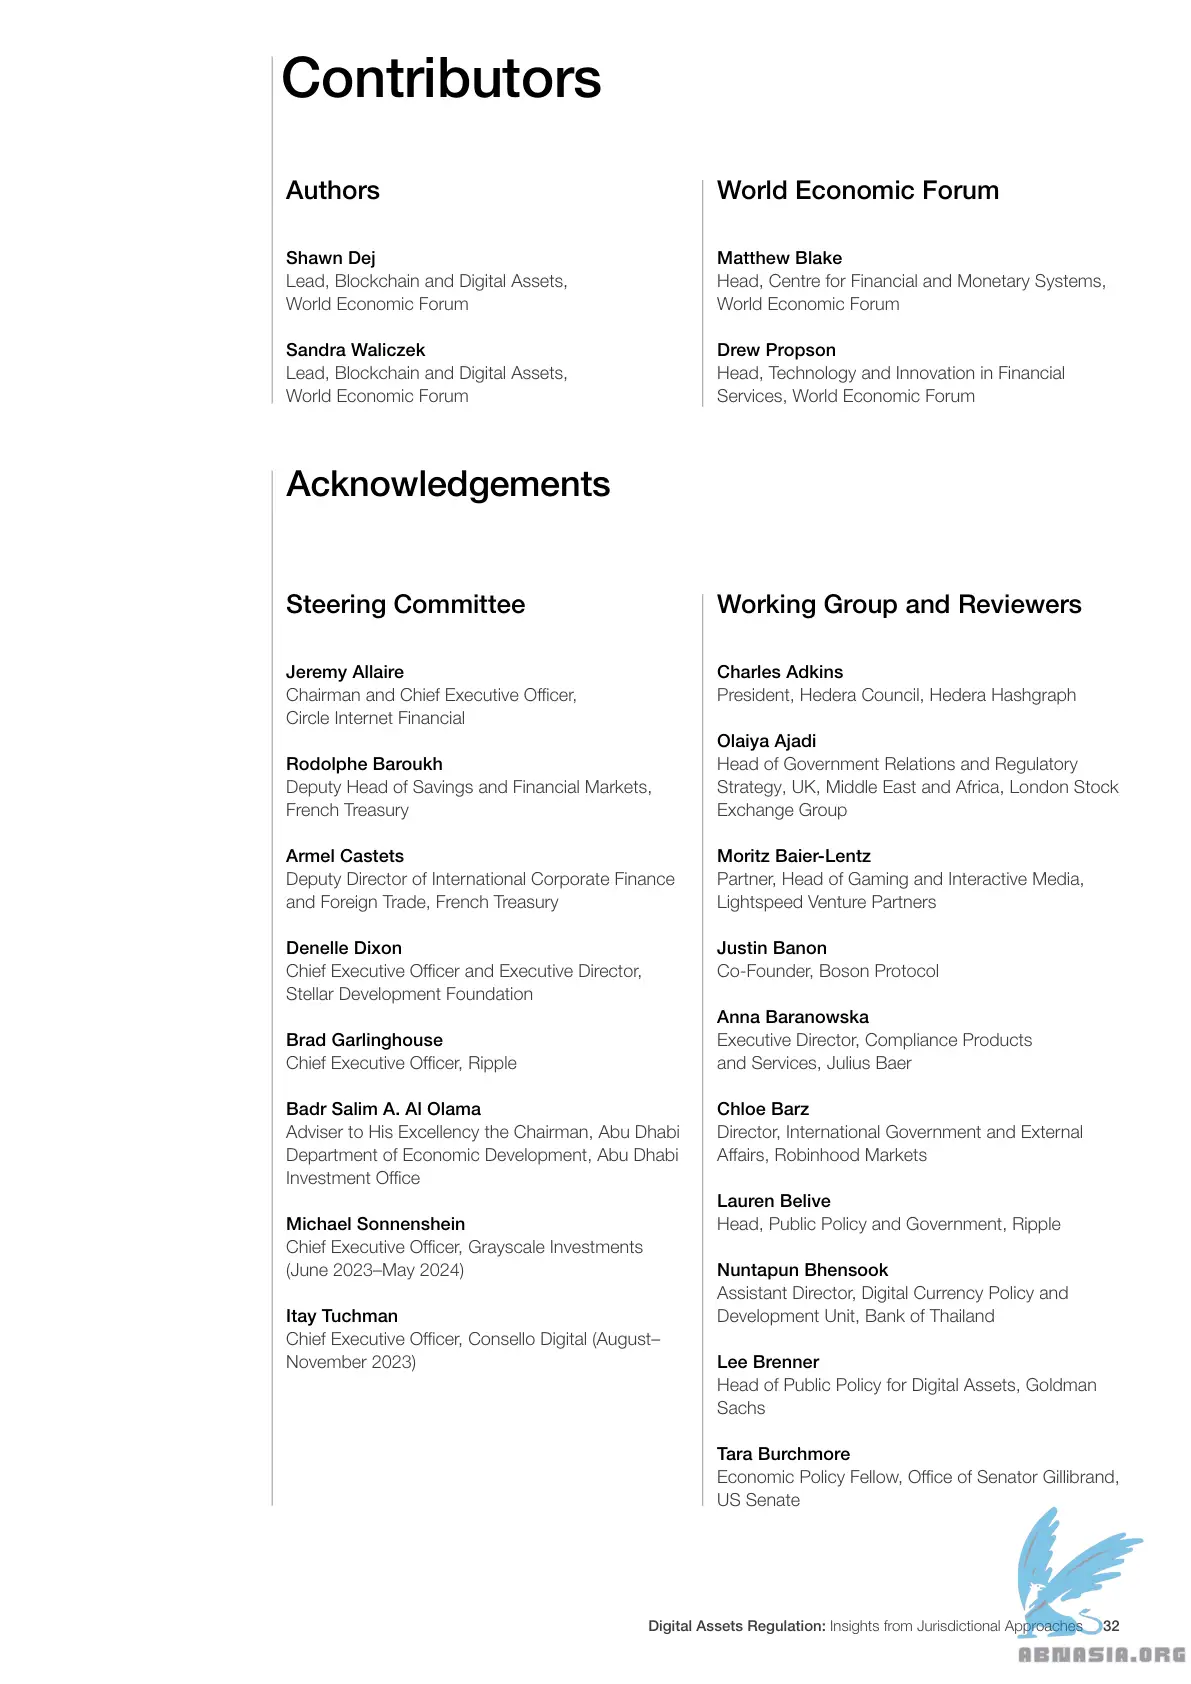 Contributors
Authors
Shawn Dej
Lead, Blockchain and Digital Assets,
World Economic Forum
Sandra Waliczek
Lead, Blockchain and Digital Assets,
World Economic Forum
World Economic Forum
Matthew Blake
Head, Centre for Financial and Monetary Systems,
World Economic Forum
Drew Propson
Head, Technology and Innovation in Financial
Services, World Economic Forum
Acknowledgements
Steering Committee
Jeremy Allaire
Chairman and Chief Executive Officer,
Circle Internet Financial
Rodolphe Baroukh
Deputy Head of Savings and Financial Markets,
French Treasury
Armel Castets
Deputy Director of International Corporate Finance
and Foreign Trade, French Treasury
Denelle Dixon
Chief Executive Officer and Executive Director,
Stellar Development Foundation
Brad Garlinghouse
Chief Executive Officer, Ripple
Badr Salim A. Al Olama
Adviser to His Excellency the Chairman, Abu Dhabi
Department of Economic Development, Abu Dhabi
Investment Office
Michael Sonnenshein
Chief Executive Officer, Grayscale Investments
(June 2023–May 2024)
Itay Tuchman
Chief Executive Officer, Consello Digital (August–
November 2023)
Working Group and Reviewers
Charles Adkins
President, Hedera Council, Hedera Hashgraph
Olaiya Ajadi
Head of Government Relations and Regulatory
Strategy, UK, Middle East and Africa, London Stock
Exchange Group
Moritz Baier-Lentz
Partner, Head of Gaming and Interactive Media,
Lightspeed Venture Partners
Justin Banon
Co-Founder, Boson Protocol
Anna Baranowska
Executive Director, Compliance Products
and Services, Julius Baer
Chloe Barz
Director, International Government and External
Affairs, Robinhood Markets
Lauren Belive
Head, Public Policy and Government, Ripple
Nuntapun Bhensook
Assistant Director, Digital Currency Policy and
Development Unit, Bank of Thailand
Lee Brenner
Head of Public Policy for Digital Assets, Goldman
Sachs
Tara Burchmore
Economic Policy Fellow, Office of Senator Gillibrand,
US Senate
Digital Assets Regulation: Insights from Jurisdictional Approaches 32
ABNASIA.ORG